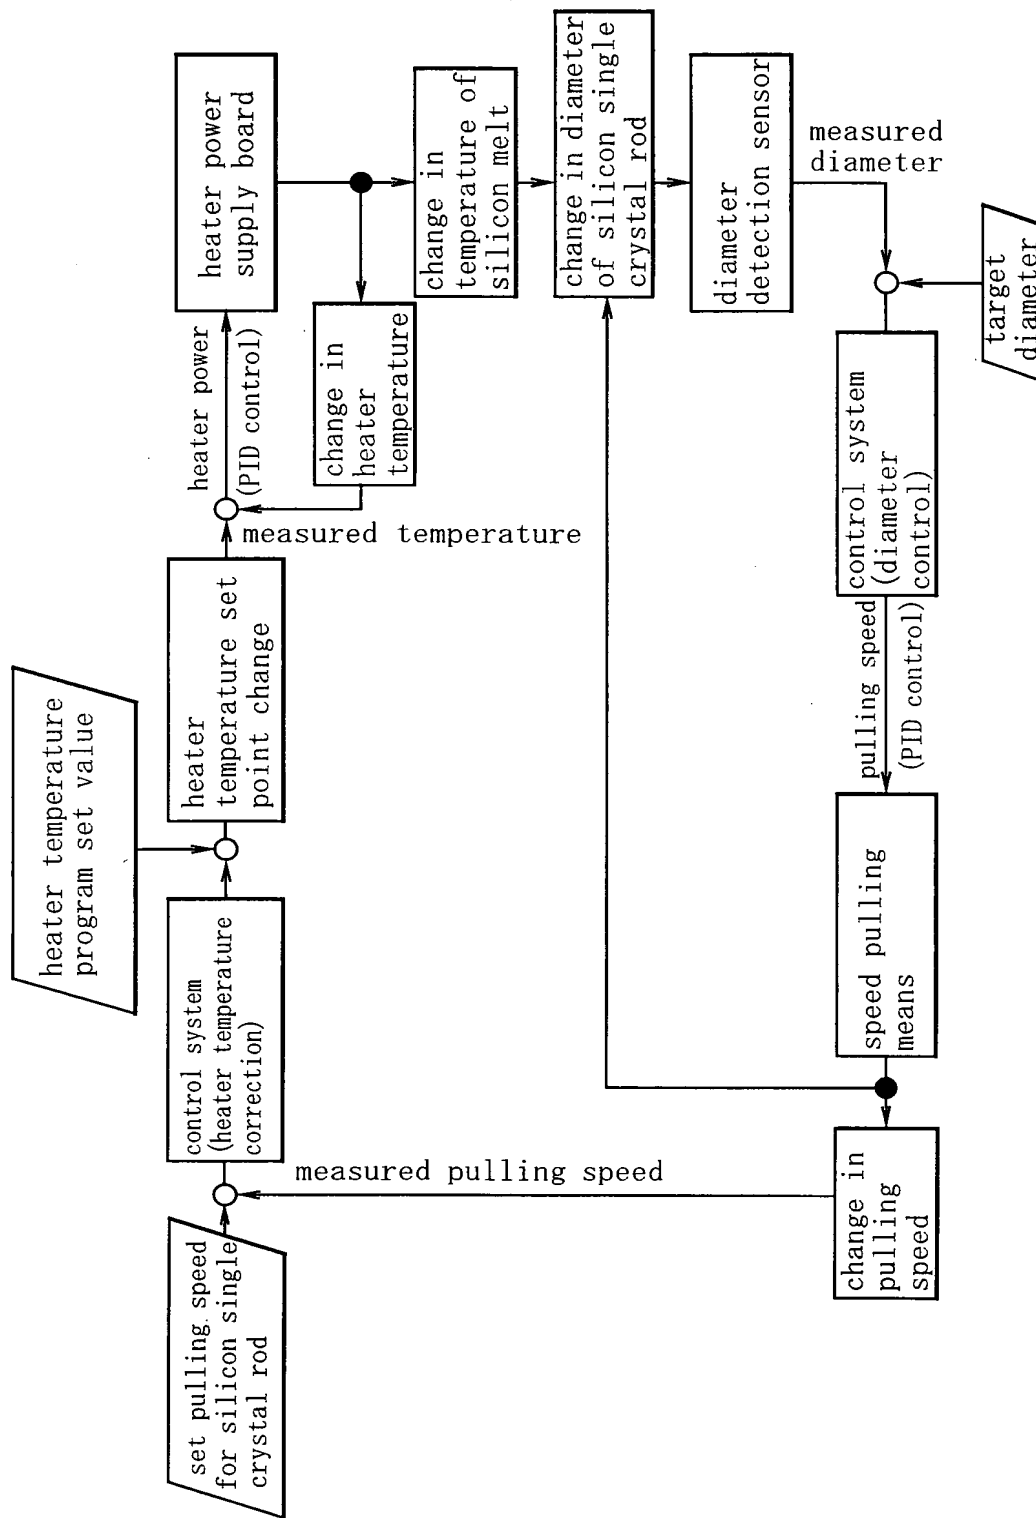 set pulling speed
for silicon single
crystal rod
control system
(heater temperature
correction)
heater temperature
program set value
heater
temperature set
point change
heater power
(PID control)
heater power
supply board
measured temperature
change in
heater
temperature
change in
temperature of
silicon melt
change in diameter
of silicon single
crystal rod
diameter
detection sensor
measured
diameter
target
diameter
control system
(diameter
control)
pulling speed
(PID control)
speed pulling
means
change in
pulling
speed
measured pulling speed